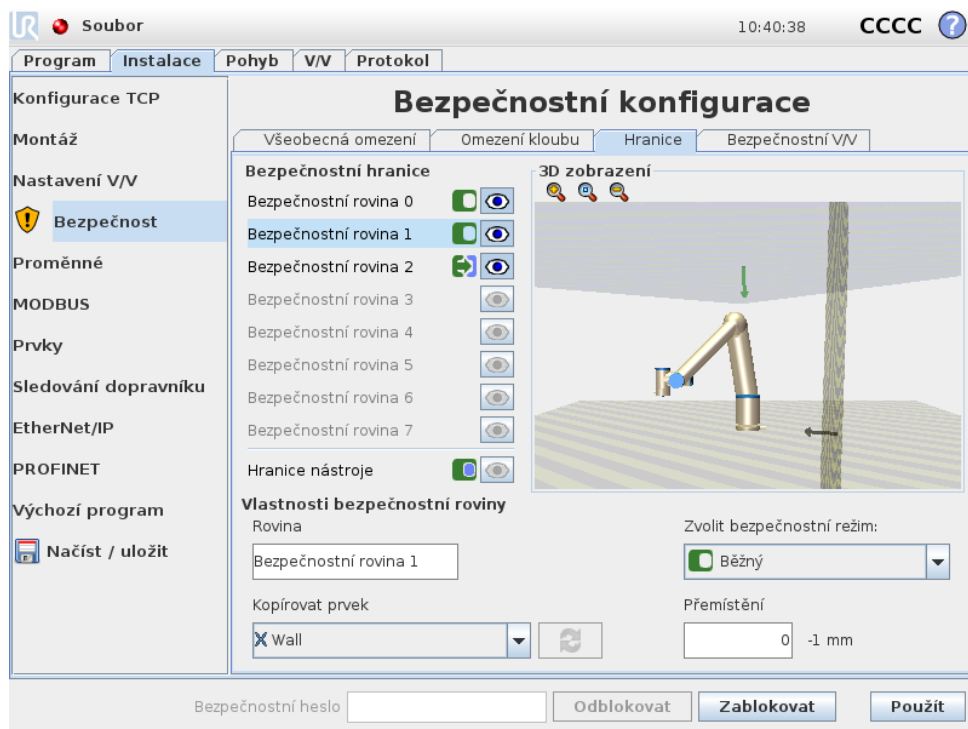 UR Soubor 10:40:38 CCCC ?
Program Instalace Pohyb V/V Protokol
Konfigurace TCP
Montáž
Nastavení V/V
Bezpečnost
Proměnné
MODBUS
Prvky
Sledování dopravníku
EtherNet/IP
PROFINET
Výchozí program
Načíst / uložit
Bezpečnostní konfigurace
Všeobecná omezení Omezení kloubu Hranice Bezpečnostní V/V
Bezpečnostní hranice
Bezpečnostní rovina 0
Bezpečnostní rovina 1
Bezpečnostní rovina 2
Bezpečnostní rovina 3
Bezpečnostní rovina 4
Bezpečnostní rovina 5
Bezpečnostní rovina 6
Bezpečnostní rovina 7
Hranice nástroje
3D zobrazení
Vlastnosti bezpečnostní roviny
Rovina
Bezpečnostní rovina 1
Zvolit bezpečnostní režim:
Běžný
Kopírovat prvek
Wall
Přemístění
0 -1 mm
Bezpečnostní heslo Odblokovat Zablokovat Použít